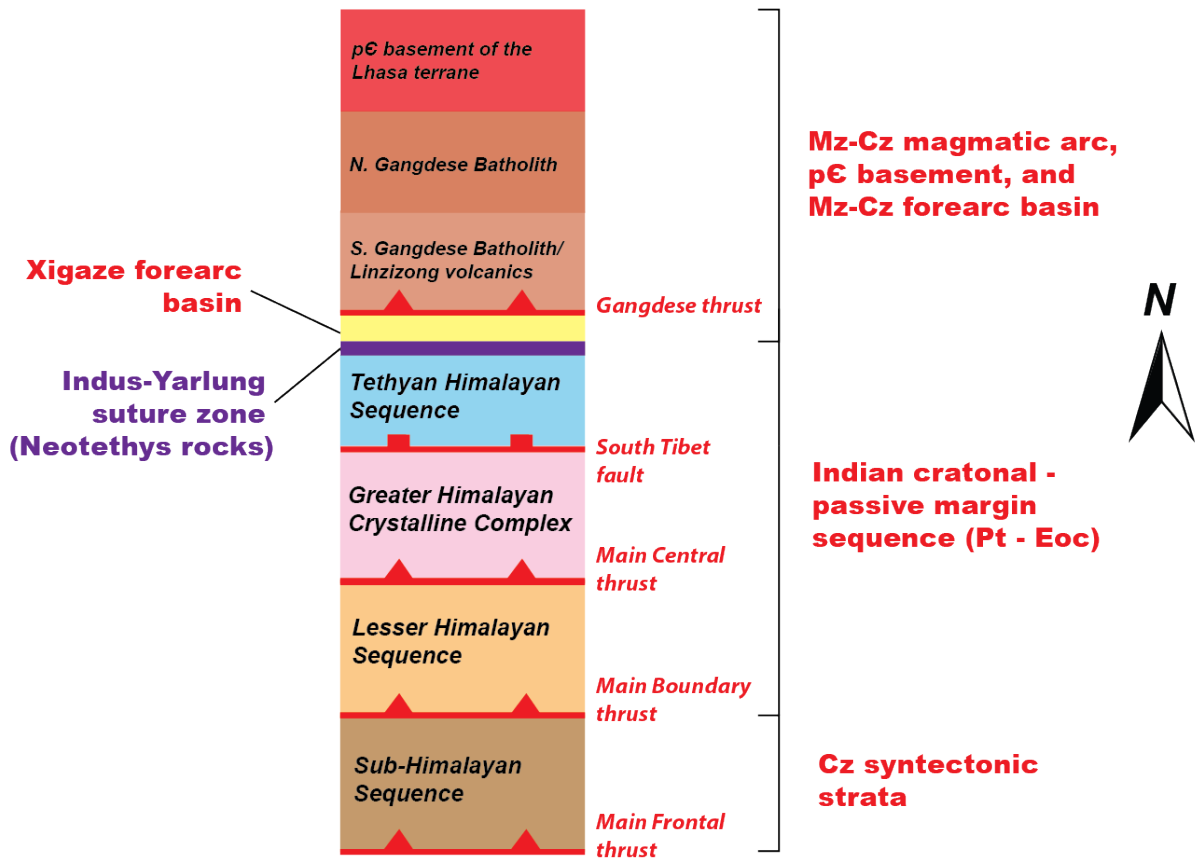 pЄ basement of the
Lhasa terrane
N. Gangdese Batholith
S. Gangdese Batholith/
Linzizong volcanics
Mz-Cz magmatic arc,
pЄ basement, and
Mz-Cz forearc basin
Xigaze forearc
basin
Gangdese thrust
N
Indus-Yarlung
suture zone
(Neotethys rocks)
Tethyan Himalayan
Sequence
South Tibet
fault
Greater Himalayan
Crystalline Complex
Indian cratonal -
passive margin
sequence (Pt - Eoc)
Main Central
thrust
Lesser Himalayan
Sequence
Main Boundary
thrust
Sub-Himalayan
Sequence
Cz syntectonic
strata
Main Frontal
thrust